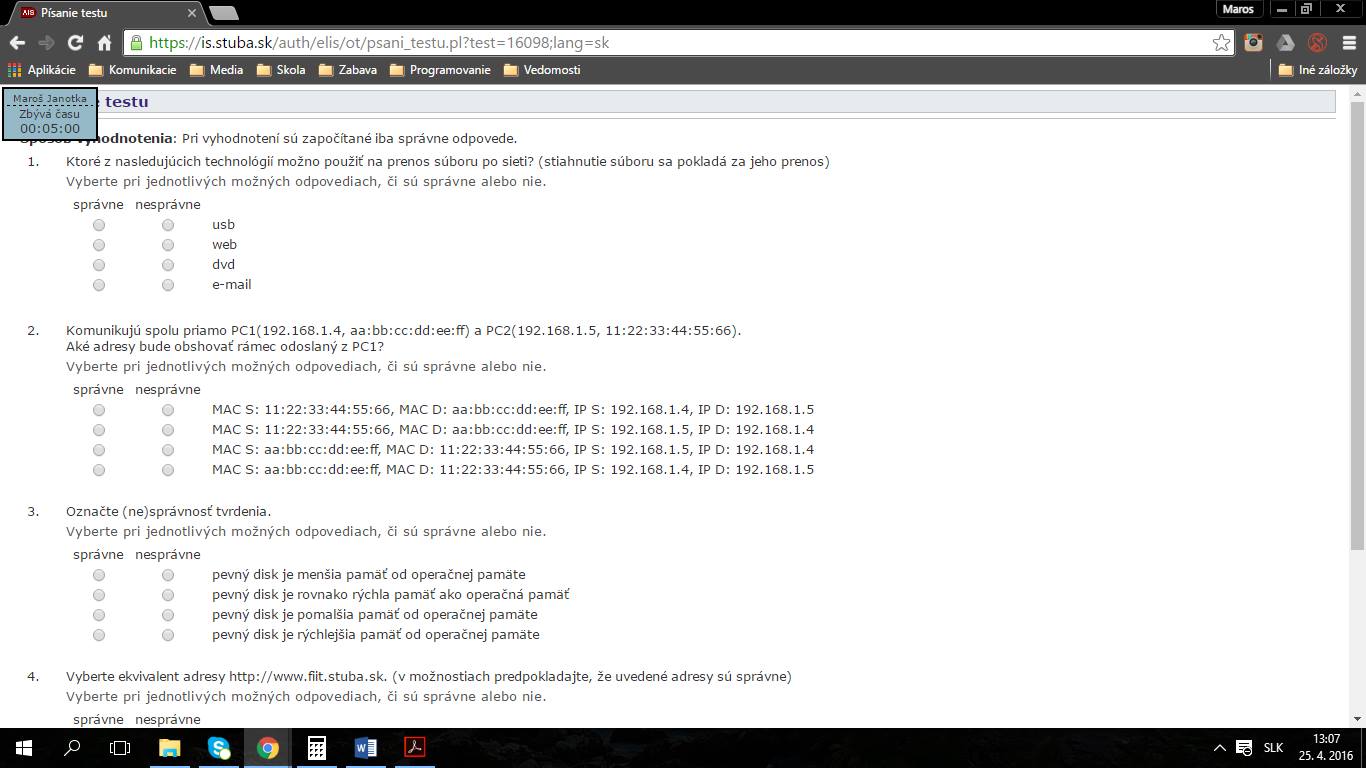 Písanie testu
Maros
https://is.stuba.sk/auth/elis/ot/psani_testu.pl?test=16098;lang=sk
Aplikácie Komunikacie Media Skola Zabava Programovanie Vedomosti Iné záložky
Maroš Janotka
Zbývá času
00:05:00
e testu
Spôsob vyhodnotenia: Pri vyhodnotení sú započítané iba správne odpovede.
1. Ktoré z nasledujúcich technológií možno použiť na prenos súboru po sieti? (stiahnutie súboru sa pokladá za jeho prenos)
Vyberte pri jednotlivých možných odpovediach, či sú správne alebo nie.
správne nesprávne
usb
web
dvd
e-mail
2. Komunikujú spolu priamo PC1(192.168.1.4, aa:bb:cc:dd:ee:ff) a PC2(192.168.1.5, 11:22:33:44:55:66).
Aké adresy bude obshovať rámec odoslaný z PC1?
Vyberte pri jednotlivých možných odpovediach, či sú správne alebo nie.
správne nesprávne
MAC S: 11:22:33:44:55:66, MAC D: aa:bb:cc:dd:ee:ff, IP S: 192.168.1.4, IP D: 192.168.1.5
MAC S: 11:22:33:44:55:66, MAC D: aa:bb:cc:dd:ee:ff, IP S: 192.168.1.5, IP D: 192.168.1.4
MAC S: aa:bb:cc:dd:ee:ff, MAC D: 11:22:33:44:55:66, IP S: 192.168.1.5, IP D: 192.168.1.4
MAC S: aa:bb:cc:dd:ee:ff, MAC D: 11:22:33:44:55:66, IP S: 192.168.1.4, IP D: 192.168.1.5
3. Označte (ne)správnosť tvrdenia.
Vyberte pri jednotlivých možných odpovediach, či sú správne alebo nie.
správne nesprávne
pevný disk je menšia pamäť od operačnej pamäte
pevný disk je rovnako rýchla pamäť ako operačná pamäť
pevný disk je pomalšia pamäť od operačnej pamäte
pevný disk je rýchlejšia pamäť od operačnej pamäte
4. Vyberte ekvivalent adresy http://www.fiit.stuba.sk. (v možnostiach predpokladajte, že uvedené adresy sú správne)
Vyberte pri jednotlivých možných odpovediach, či sú správne alebo nie.
správne nesprávne
SLK
13:07
25. 4. 2016